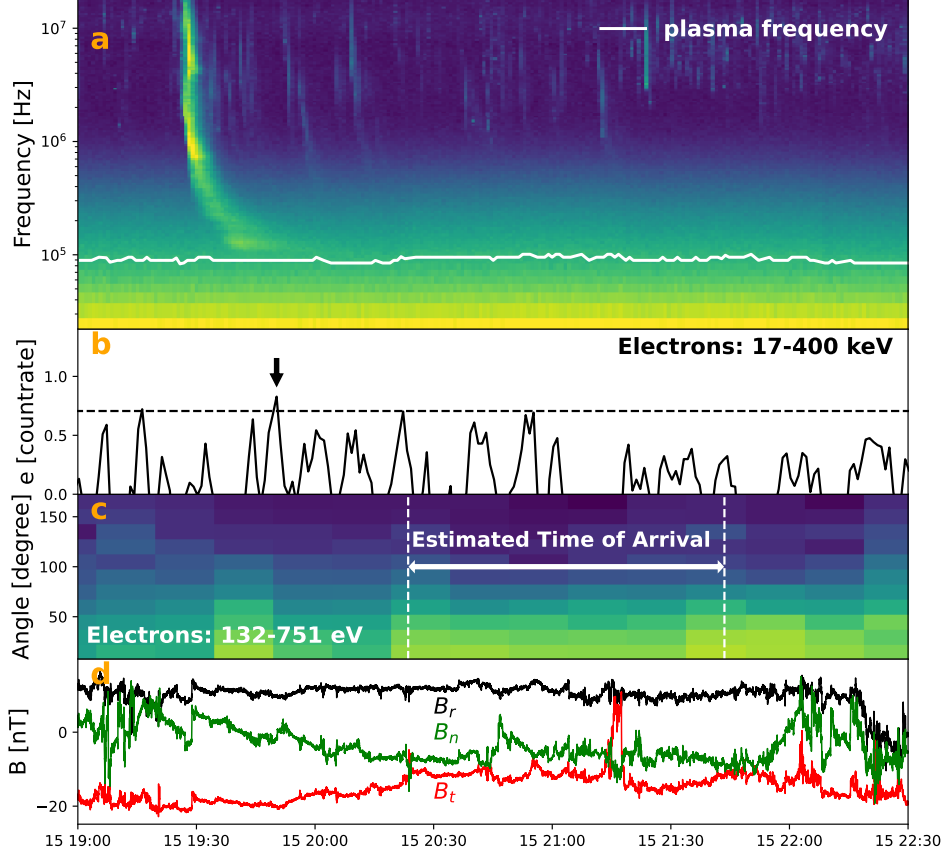 a
plasma frequency
Frequency [Hz]
10⁷
10⁶
10⁵
b
Electrons: 17-400 keV
e [countrate]
1.0
0.5
0.0
c
Estimated Time of Arrival
Electrons: 132-751 eV
Angle [degree]
150
100
50
d
B [nT]
0
−20
Bᵣ
Bₙ
Bₜ
15 19:00 15 19:30 15 20:00 15 20:30 15 21:00 15 21:30 15 22:00 15 22:30